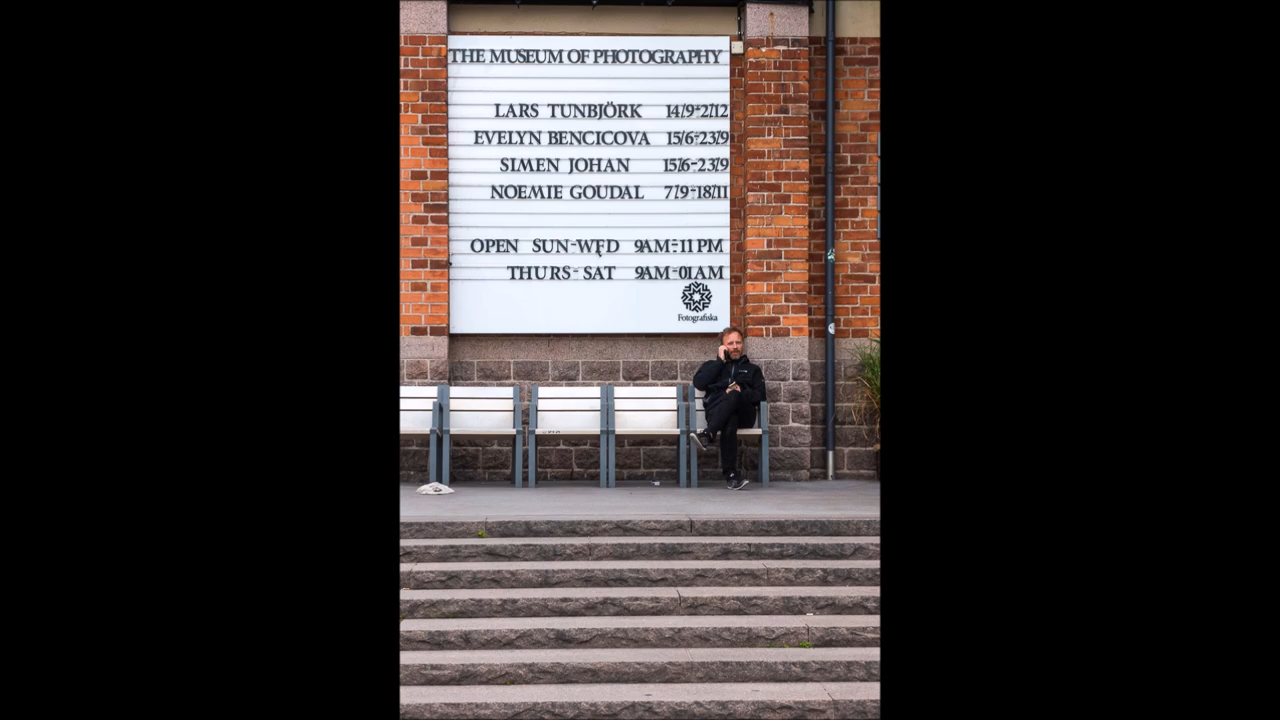 THE MUSEUM OF PHOTOGRAPHY
LARS TUNBJÖRK 14/9-2/12
EVELYN BENCICOVA 15/6-23/9
SIMEN JOHAN 15/6-23/9
NOEMIE GOUDAL 7/9-18/11
OPEN SUN-WED 9AM-11 PM
THURS-SAT 9AM-01AM
Fotografiska